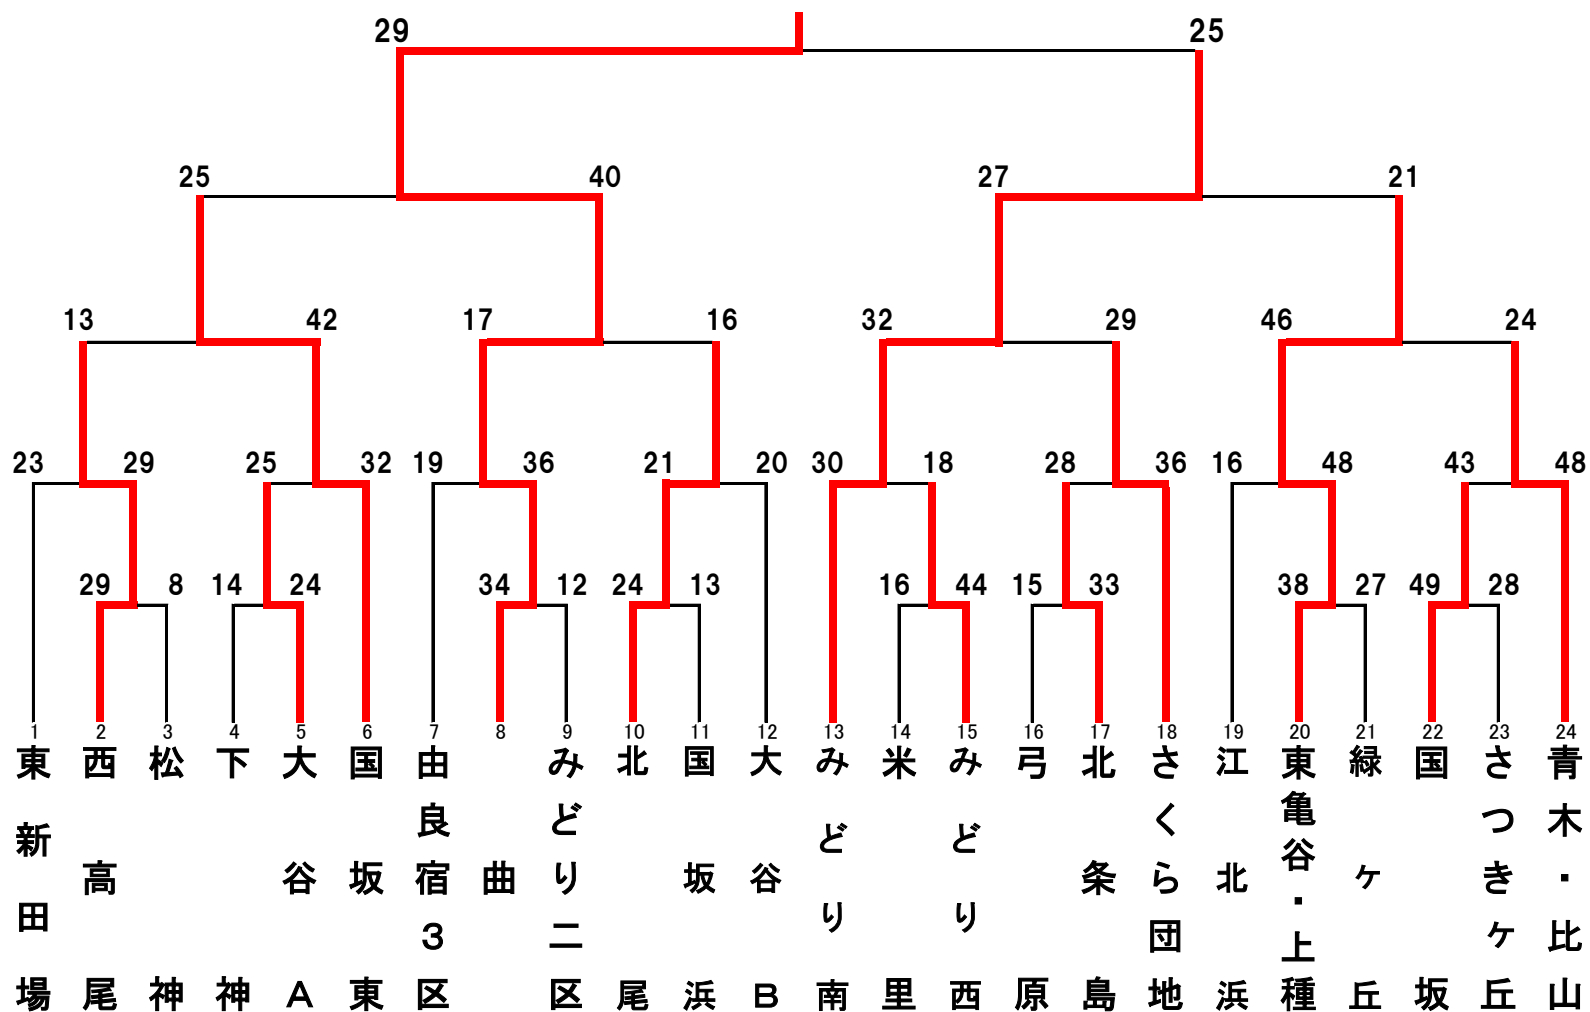 29 25
25 40 27 21
13 42 17 16 32 29 46 24
23 29 25 32 19 36 21 20 30 18 28 36 16 48 43 48
29 8 14 24 34 12 24 13 16 44 15 33 38 27 49 28
1 2 3 4 5 6 7 8 9 10 11 12 13 14 15 16 17 18 19 20 21 22 23 24
東新田場
西高尾
松神
下神
大谷A
国坂東
由良宿3区
曲
みどり二区
北尾
国坂浜
大谷B
みどり南
米里
みどり西
弓原
北条島
さくら団地
江北浜
東亀谷・上種
緑ヶ丘
国坂
さつきヶ丘
青木・比山